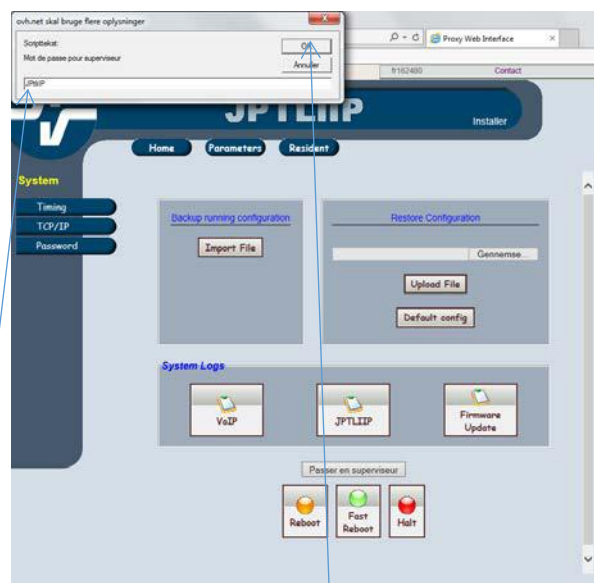 ovh.net skal bruge flere oplysninger
Scripttekst:
Mot de passe pour superviseur
OK
Annuler
Proxy Web Interface
fr162480
Contact
JPTLIIP
Installer
Home
Parameters
Resident
System
Timing
TCP/IP
Password
Backup running configuration
Import File
Restore Configuration
Gennemse...
Upload File
Default config
System Logs
VoIP
JPTLIIP
Firmware
Update
Passer en superviseur
Reboot
Fast
Reboot
Halt